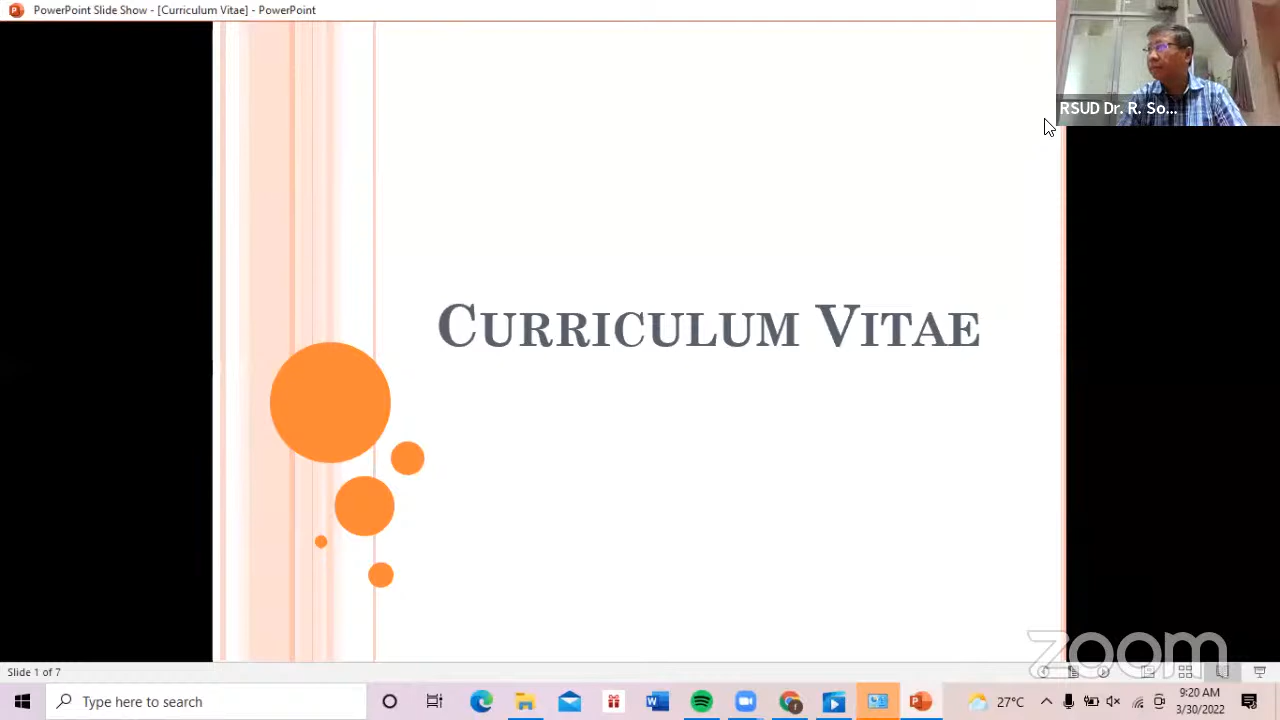 PowerPoint Slide Show - [Curriculum Vitae] - PowerPoint
RSUD Dr. R. So...
CURRICULUM VITAE
zoom
Slide 1 of 7
Type here to search
27°C
9:20 AM
3/30/2022